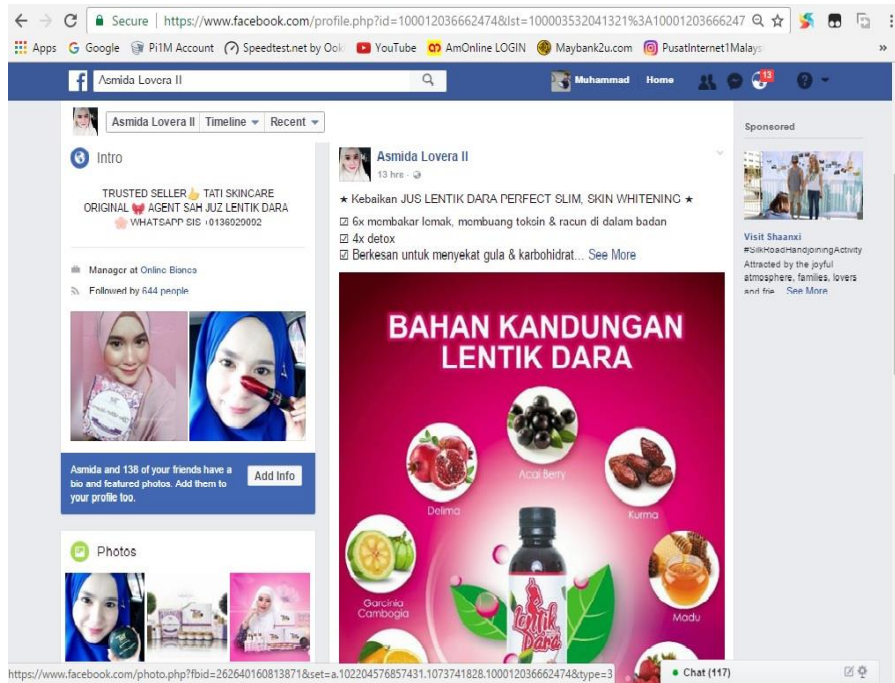 Secure https://www.facebook.com/profile.php?id=100012036662474&lst=100003532041321%3A10001203666247
Apps Google Pi1M Account Speedtest.net by Ook YouTube AmOnline LOGIN Maybank2u.com PusatInternet1Malays »
Asmida Lovera II
Muhammad Home 13
Asmida Lovera II Timeline Recent
Intro
TRUSTED SELLER TATI SKINCARE
ORIGINAL AGENT SAH JUZ LENTIK DARA
WHATSAPP SIS
Manager at Online Bisnes
Followed by 644 people
Asmida and 138 of your friends have a
bio and featured photos. Add them to
your profile too.
Add Info
Photos
Asmida Lovera II
13 hrs
★ Kebaikan JUS LENTIK DARA PERFECT SLIM, SKIN WHITENING ★
☑ 6x membakar lemak, membuang toksin & racun di dalam badan
☑ 4x detox
☑ Berkesan untuk menyekat gula & karbohidrat... See More
BAHAN KANDUNGAN
LENTIK DARA
Acai Berry
Delima
Kurma
Garcinia
Cambogia
Madu
Lentik
Dara
Sponsored
Visit Shaanxi
#SilkRoadHandjoiningActivity
Attracted by the joyful
atmosphere, families, lovers
and frie... See More
https://www.facebook.com/photo.php?fbid=262640160813871&set=a.102204576857431.1073741828.100012036662474&type=3
Chat (117)